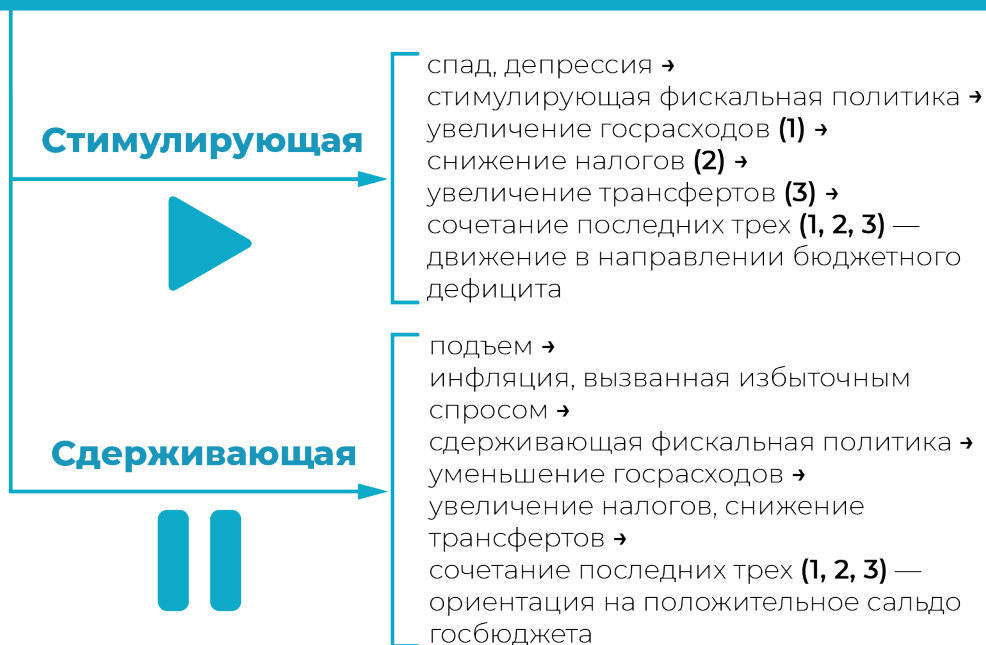 Стимулирующая
спад, депрессия →
стимулирующая фискальная политика →
увеличение госрасходов (1) →
снижение налогов (2) →
увеличение трансфертов (3) →
сочетание последних трех (1, 2, 3) —
движение в направлении бюджетного
дефицита
Сдерживающая
подъем →
инфляция, вызванная избыточным
спросом →
сдерживающая фискальная политика →
уменьшение госрасходов →
увеличение налогов, снижение
трансфертов →
сочетание последних трех (1, 2, 3) —
ориентация на положительное сальдо
госбюджета